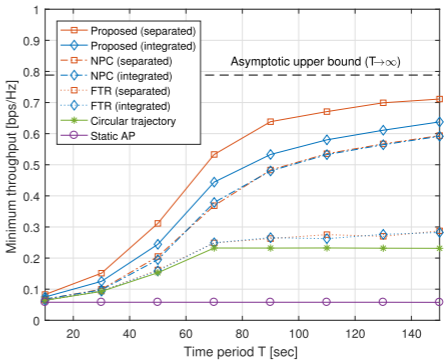 Minimum throughput [bps/Hz]
1
0.9
0.8
0.7
0.6
0.5
0.4
0.3
0.2
0.1
0
Proposed (separated)
Proposed (integrated)
NPC (separated)
NPC (integrated)
FTR (separated)
FTR (integrated)
Circular trajectory
Static AP
Asymptotic upper bound (T→∞)
20 40 60 80 100 120 140
Time period T [sec]